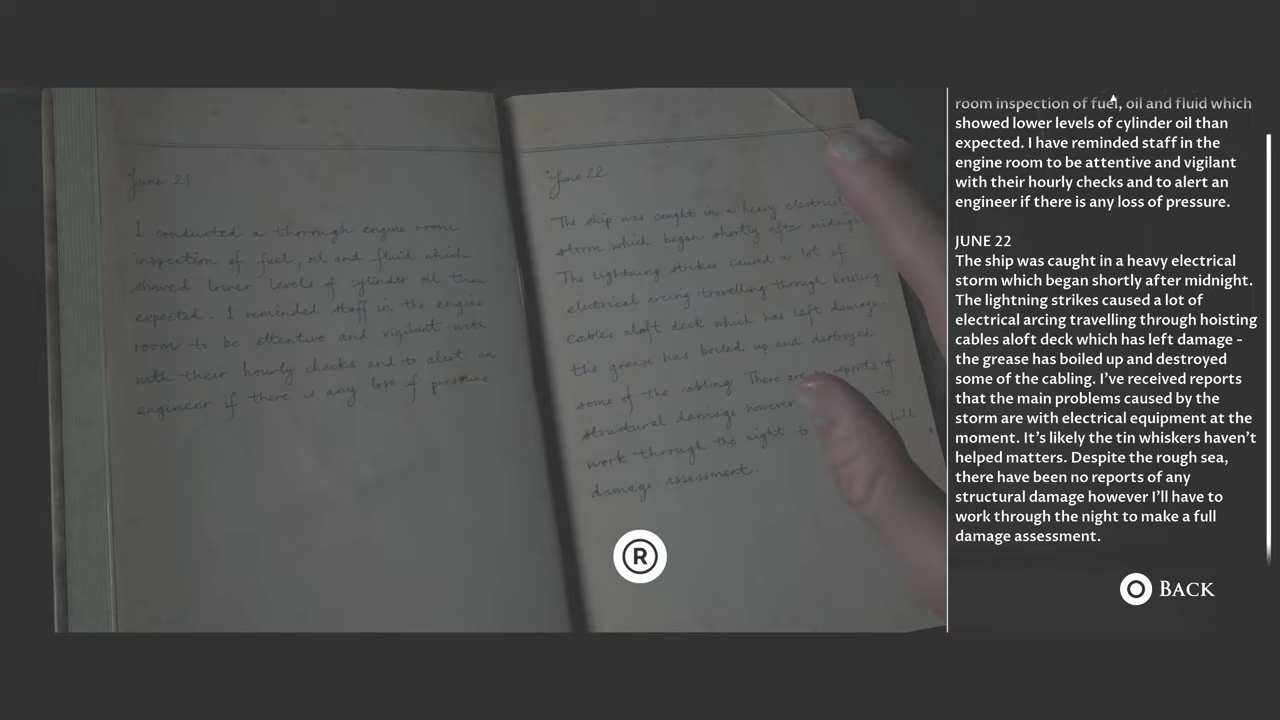 June 21
I conducted a thorough engine room
inspection of fuel, oil and fluid which
showed lower levels of cylinder oil than
expected. I reminded staff in the engine
room to be attentive and vigilant with
with their hourly checks and to alert an
engineer if there is any loss of pressure
June 22
The ship was caught in a heavy electrical
storm which began shortly after midnight
The lightning strikes caused a lot of
electrical arcing travelling through hoisting
cables aloft deck which has left damage.
the grease has boiled up and destroyed
some of the cabling. There are reports of
structural damage however to
work through the night to full
damage assessment.
R
room inspection of fuel, oil and fluid which
showed lower levels of cylinder oil than
expected. I have reminded staff in the
engine room to be attentive and vigilant
with their hourly checks and to alert an
engineer if there is any loss of pressure.
JUNE 22
The ship was caught in a heavy electrical
storm which began shortly after midnight.
The lightning strikes caused a lot of
electrical arcing travelling through hoisting
cables aloft deck which has left damage -
the grease has boiled up and destroyed
some of the cabling. I've received reports
that the main problems caused by the
storm are with electrical equipment at the
moment. It's likely the tin whiskers haven't
helped matters. Despite the rough sea,
there have been no reports of any
structural damage however I'll have to
work through the night to make a full
damage assessment.
BACK